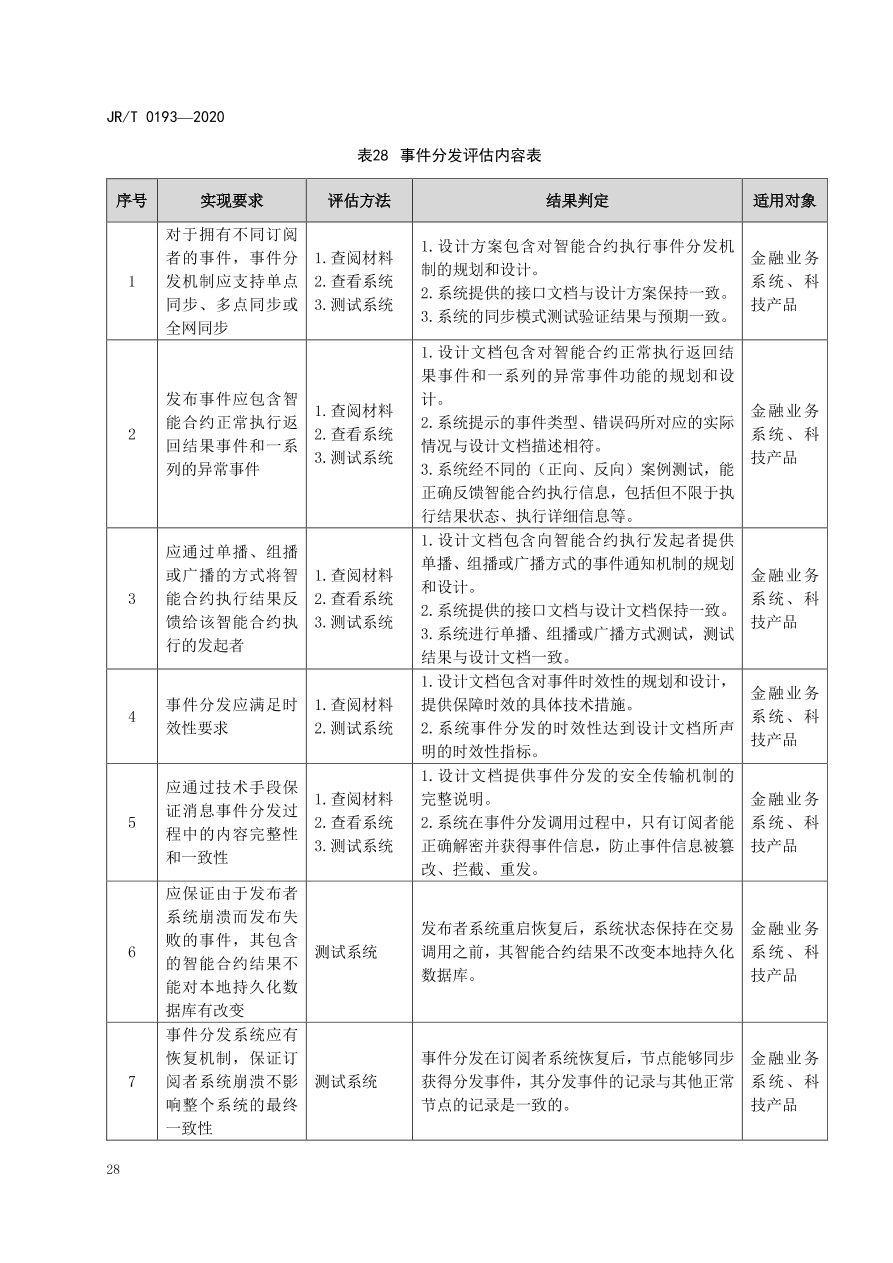 JR/T 0193—2020
表28 事件分发评估内容表
序号 实现要求 评估方法 结果判定 适用对象
1
对于拥有不同订阅
者的事件，事件分
发机制应支持单点
同步、多点同步或
全网同步
1.查阅材料
2.查看系统
3.测试系统
1.设计方案包含对智能合约执行事件分发机
制的规划和设计。
2.系统提供的接口文档与设计方案保持一致。
3.系统的同步模式测试验证结果与预期一致。
金融业务
系统、科
技产品
2
发布事件应包含智
能合约正常执行返
回结果事件和一系
列的异常事件
1.查阅材料
2.查看系统
3.测试系统
1.设计文档包含对智能合约正常执行返回结
果事件和一系列的异常事件功能的规划和设
计。
2.系统提示的事件类型、错误码所对应的实际
情况与设计文档描述相符。
3.系统经不同的（正向、反向）案例测试，能
正确反馈智能合约执行信息，包括但不限于执
行结果状态、执行详细信息等。
金融业务
系统、科
技产品
3
应通过单播、组播
或广播的方式将智
能合约执行结果反
馈给该智能合约执
行的发起者
1.查阅材料
2.查看系统
3.测试系统
1.设计文档包含向智能合约执行发起者提供
单播、组播或广播方式的事件通知机制的规划
和设计。
2.系统提供的接口文档与设计文档保持一致。
3.系统进行单播、组播或广播方式测试，测试
结果与设计文档一致。
金融业务
系统、科
技产品
4
事件分发应满足时
效性要求
1.查阅材料
2.测试系统
1.设计文档包含对事件时效性的规划和设计，
提供保障时效的具体技术措施。
2.系统事件分发的时效性达到设计文档所声
明的时效性指标。
金融业务
系统、科
技产品
5
应通过技术手段保
证消息事件分发过
程中的内容完整性
和一致性
1.查阅材料
2.查看系统
3.测试系统
1.设计文档提供事件分发的安全传输机制的
完整说明。
2.系统在事件分发调用过程中，只有订阅者能
正确解密并获得事件信息，防止事件信息被篡
改、拦截、重发。
金融业务
系统、科
技产品
6
应保证由于发布者
系统崩溃而发布失
败的事件，其包含
的智能合约结果不
能对本地持久化数
据库有改变
测试系统
发布者系统重启恢复后，系统状态保持在交易
调用之前，其智能合约结果不改变本地持久化
数据库。
金融业务
系统、科
技产品
7
事件分发系统应有
恢复机制，保证订
阅者系统崩溃不影
响整个系统的最终
一致性
测试系统
事件分发在订阅者系统恢复后，节点能够同步
获得分发事件，其分发事件的记录与其他正常
节点的记录是一致的。
金融业务
系统、科
技产品
28